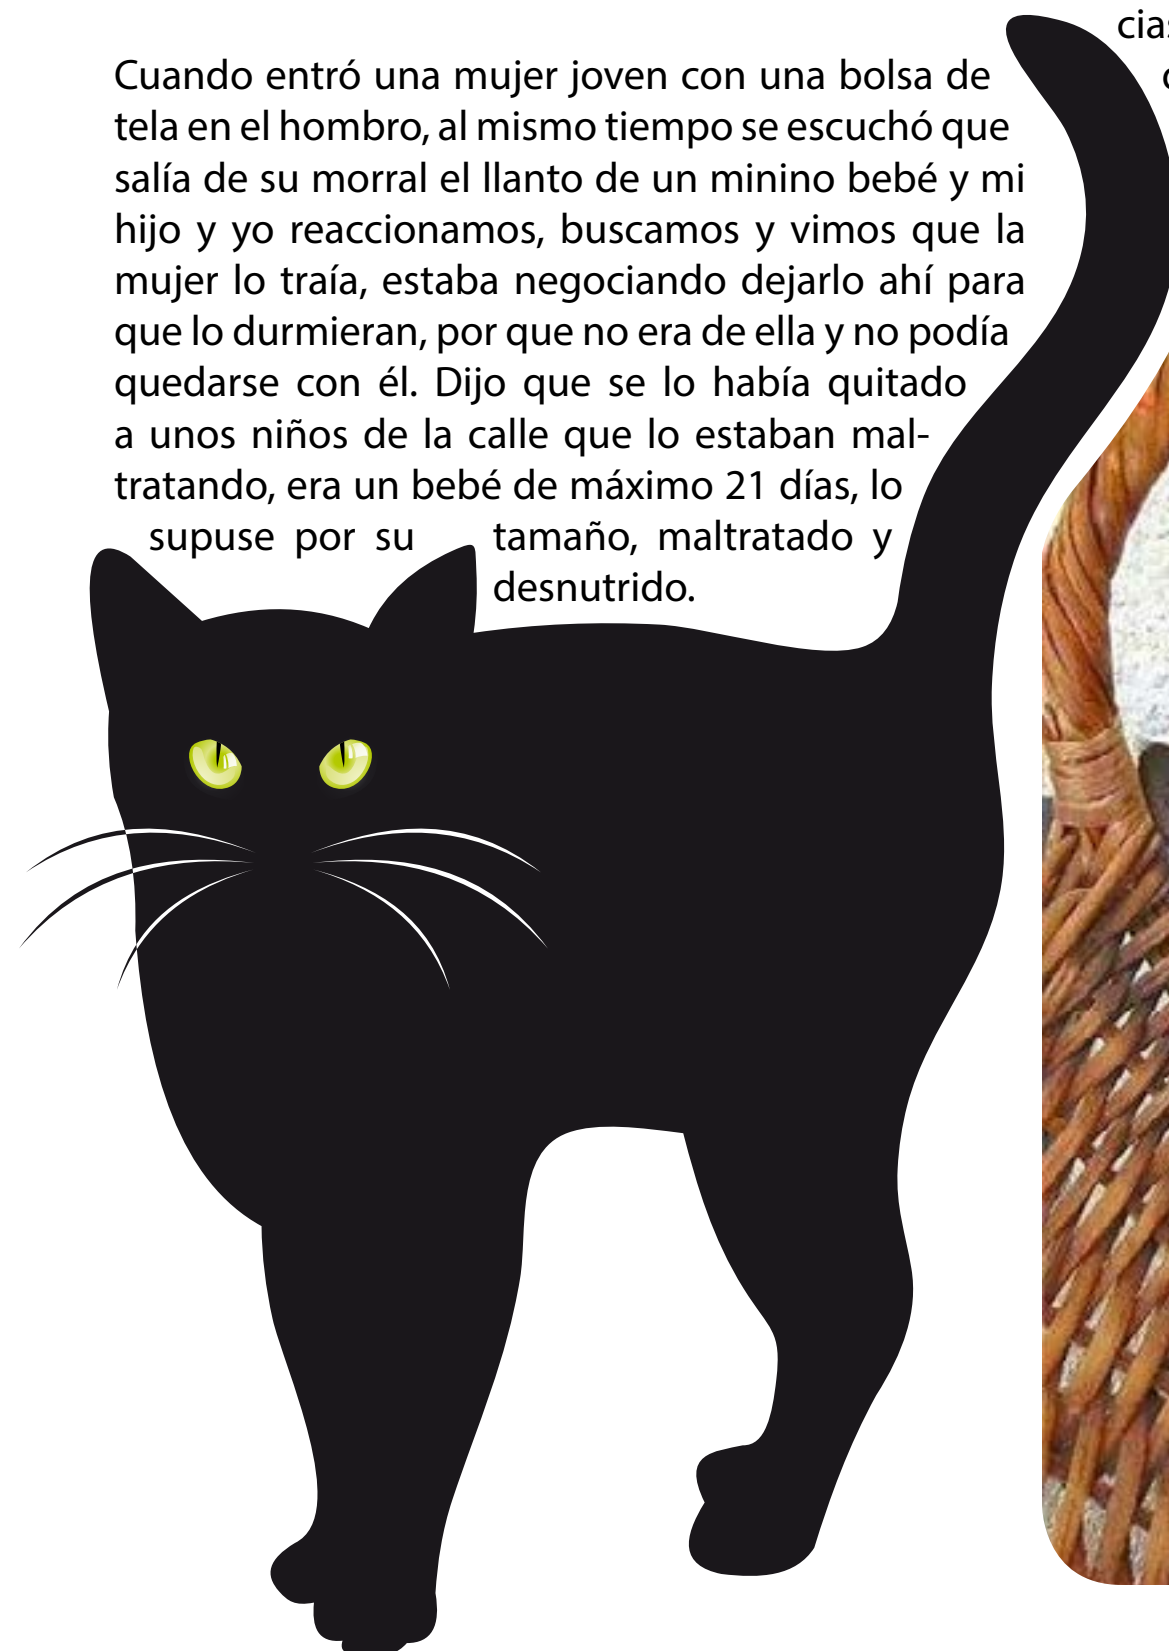 Cuando entró una mujer joven con una bolsa de
tela en el hombro, al mismo tiempo se escuchó que
salía de su morral el llanto de un minino bebé y mi
hijo y yo reaccionamos, buscamos y vimos que la
mujer lo traía, estaba negociando dejarlo ahí para
que lo durmieran, por que no era de ella y no podía
quedarse con él. Dijo que se lo había quitado
a unos niños de la calle que lo estaban mal-
tratando, era un bebé de máximo 21 días, lo
supuse por su tamaño, maltratado y
desnutrido.